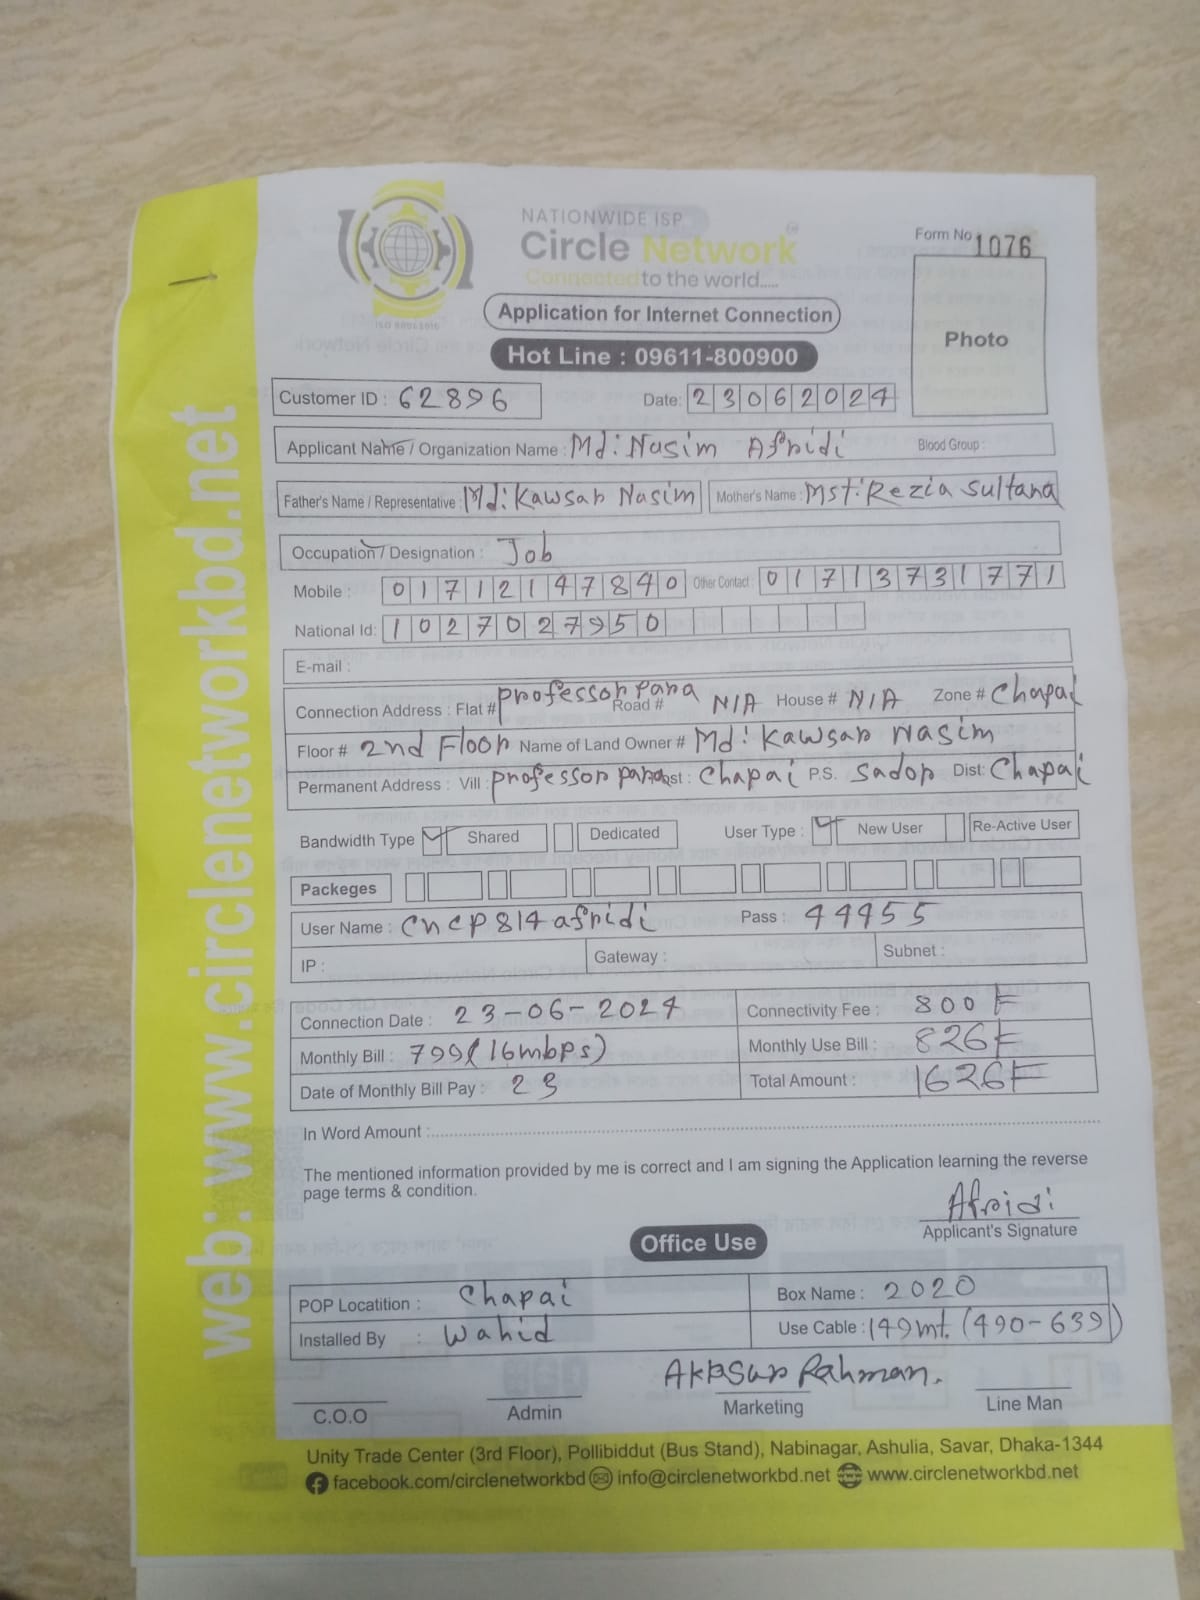 NATIONWIDE ISP
Circle Network
Connected to the world.....
ISO 9001:2015
Form No 1076
Application for Internet Connection
Photo
Hot Line : 09611-800900
Customer ID : 62896
Date: 23062024
Applicant Name / Organization Name : Md: Nasim Afridi Blood Group :
Father's Name / Representative : Md: Kawsar Nasim Mother's Name : Mst: Rezia Sultana
Occupation / Designation : Job
Mobile : 01712147840 Other Contact : 01713731771
National Id: 1027027950
E-mail :
Connection Address : Flat # professor para Road # N/A House # N/A Zone # Chapai
Floor # 2nd Floor Name of Land Owner # Md: Kawsar Nasim
Permanent Address : Vill : professor para Post : Chapai P.S. Sador Dist: Chapai
Bandwidth Type Shared Dedicated User Type : New User Re-Active User
Packeges
User Name : cncp814afridi Pass : 44455
IP : Gateway : Subnet :
Connection Date : 23-06-2024 Connectivity Fee : 800
Monthly Bill : 799/ (16mbps) Monthly Use Bill : 826
Date of Monthly Bill Pay : 23 Total Amount : 1626
In Word Amount :
The mentioned information provided by me is correct and I am signing the Application learning the reverse
page terms & condition.
Afridi
Applicant's Signature
Office Use
POP Locatition : Chapai Box Name : 2020
Installed By : Wahid Use Cable : 149mt. (490-639)
Rahman.
C.O.O Admin Marketing Line Man
Unity Trade Center (3rd Floor), Pollibiddut (Bus Stand), Nabinagar, Ashulia, Savar, Dhaka-1344
facebook.com/circlenetworkbd info@circlenetworkbd.net www.circlenetworkbd.net
web: www.circlenetworkbd.net